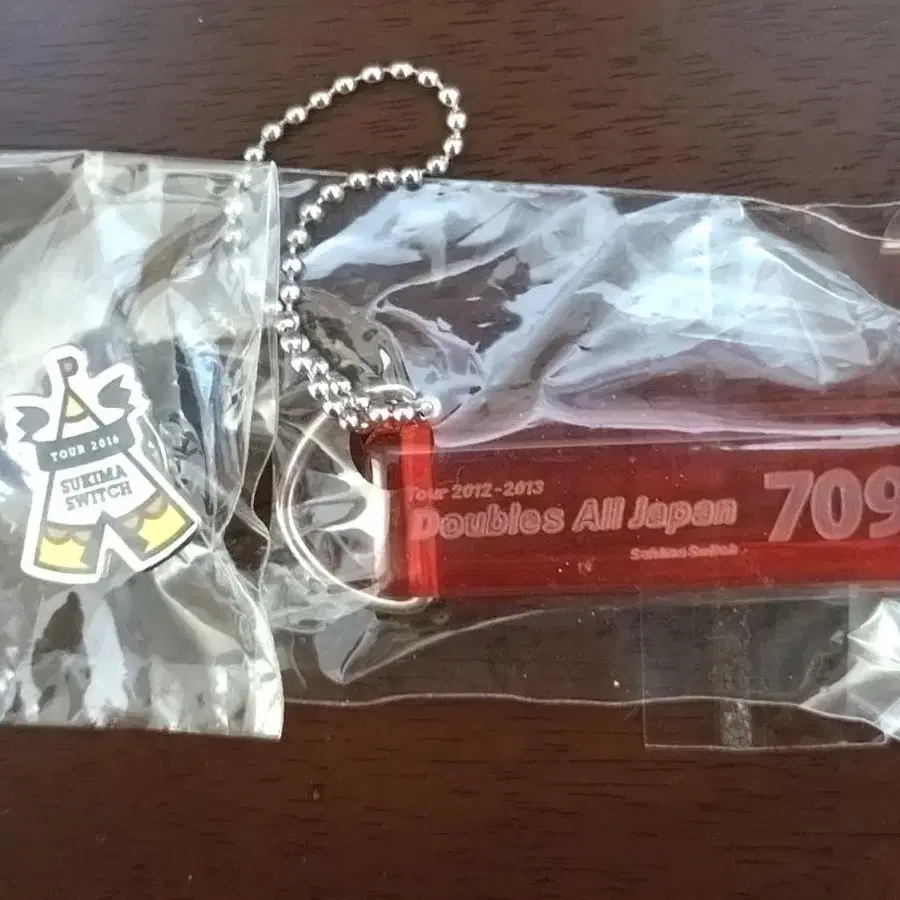 TOUR 2016
SUKIMA
SWITCH
Tour 2012-2013
Doubles All Japan
709
Sukima Switch